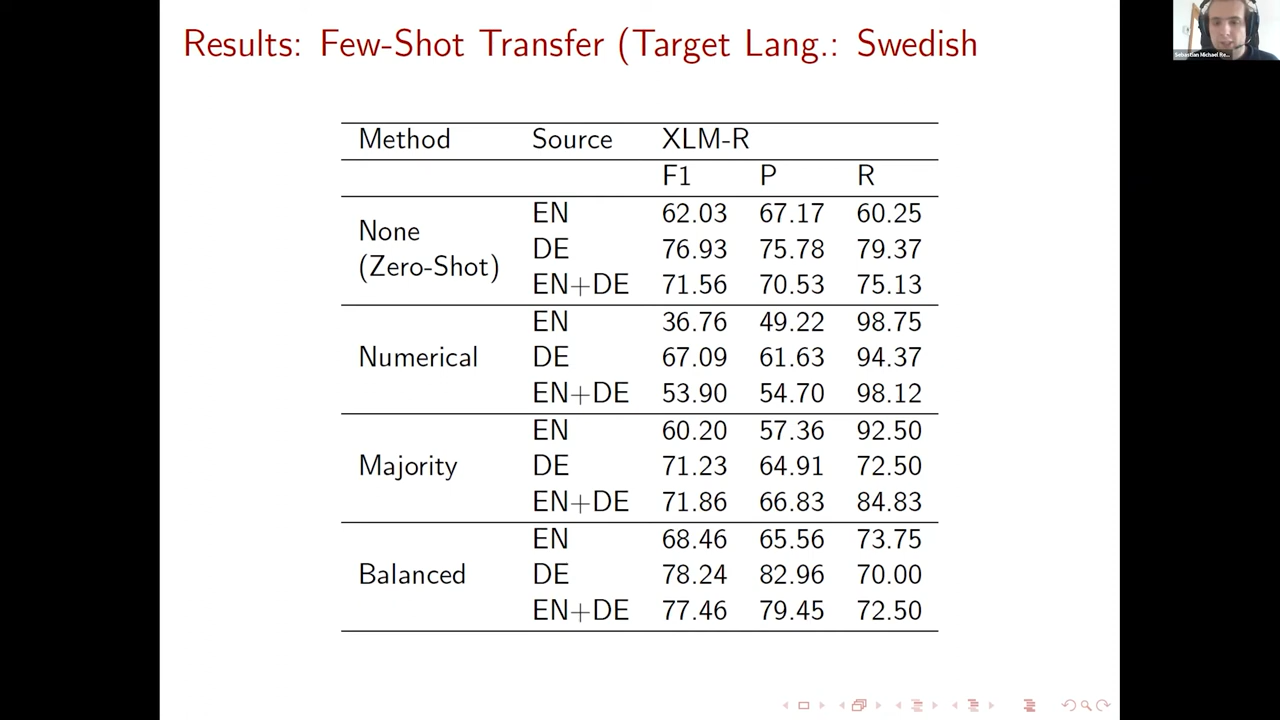 Results: Few-Shot Transfer (Target Lang.: Swedish
Sebastian Michael Re...
Method Source XLM-R
F1 P R
None (Zero-Shot) EN 62.03 67.17 60.25
DE 76.93 75.78 79.37
EN+DE 71.56 70.53 75.13
Numerical EN 36.76 49.22 98.75
DE 67.09 61.63 94.37
EN+DE 53.90 54.70 98.12
Majority EN 60.20 57.36 92.50
DE 71.23 64.91 72.50
EN+DE 71.86 66.83 84.83
Balanced EN 68.46 65.56 73.75
DE 78.24 82.96 70.00
EN+DE 77.46 79.45 72.50